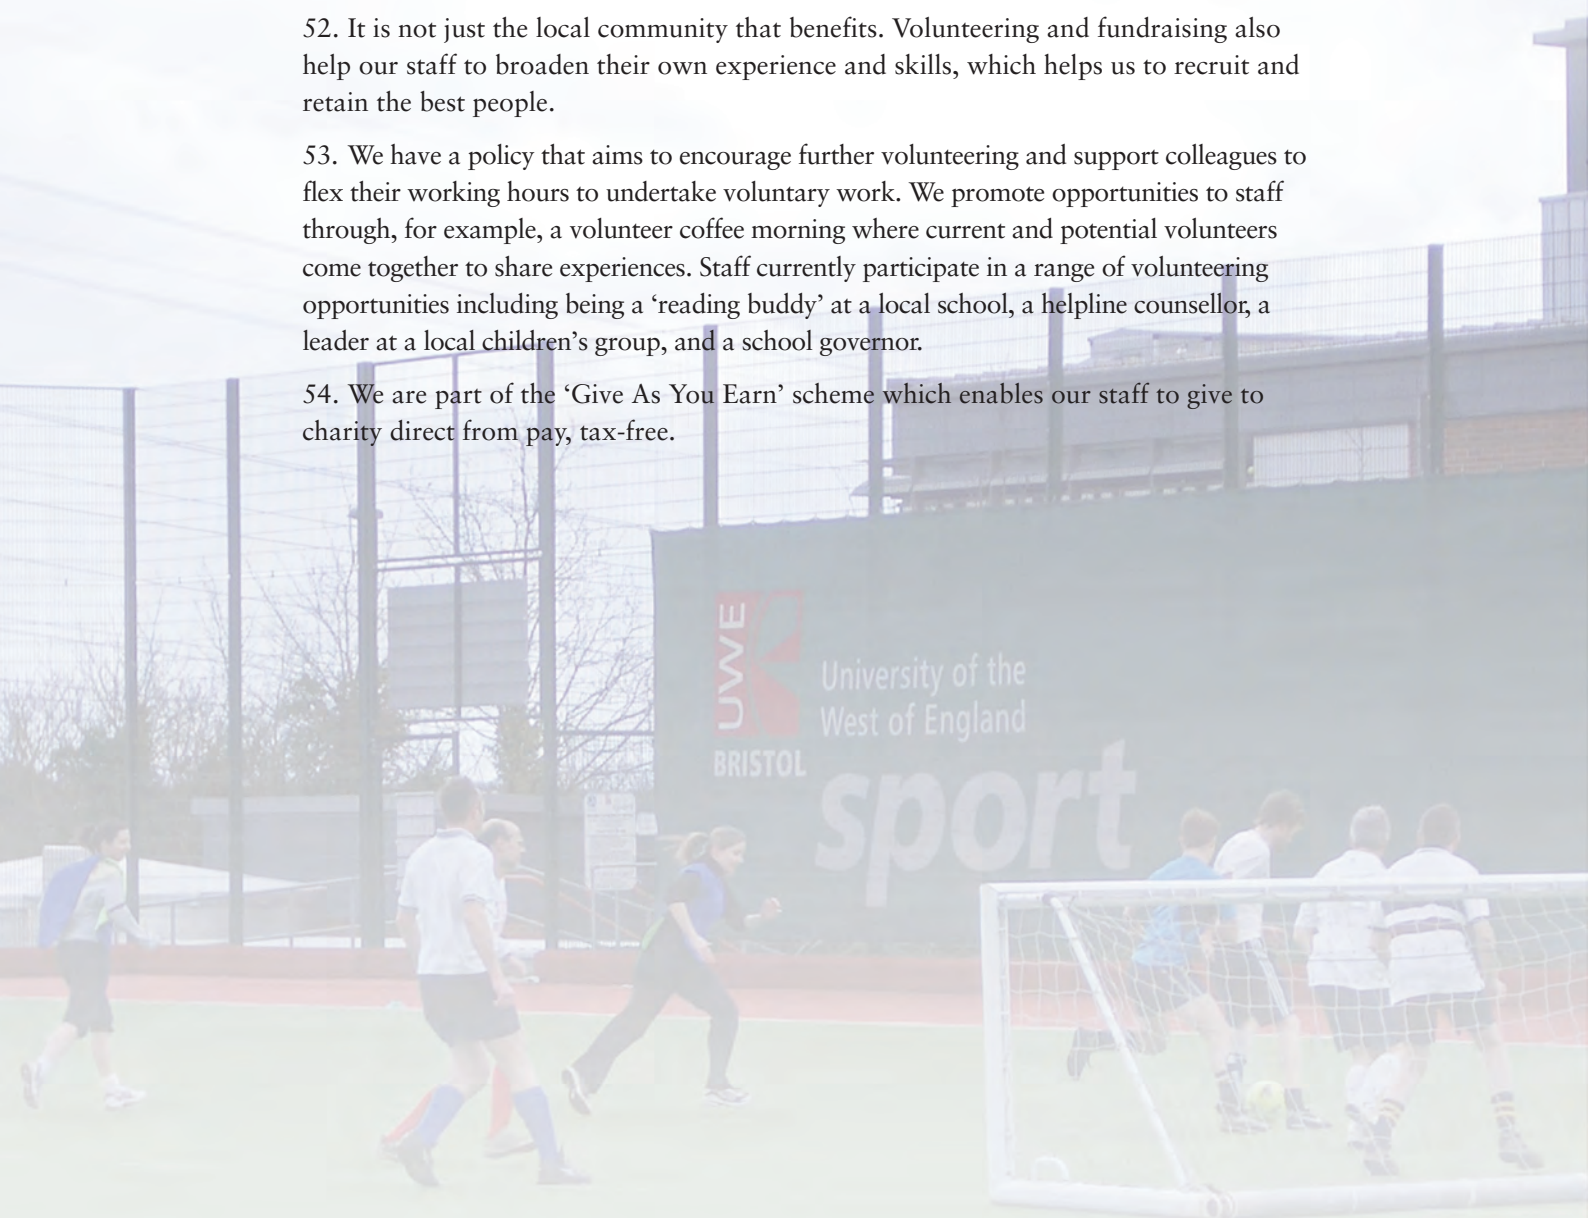 52. It is not just the local community that benefits. Volunteering and fundraising also
help our staff to broaden their own experience and skills, which helps us to recruit and
retain the best people.
53. We have a policy that aims to encourage further volunteering and support colleagues to
flex their working hours to undertake voluntary work. We promote opportunities to staff
through, for example, a volunteer coffee morning where current and potential volunteers
come together to share experiences. Staff currently participate in a range of volunteering
opportunities including being a ‘reading buddy’ at a local school, a helpline counsellor, a
leader at a local children’s group, and a school governor.
54. We are part of the ‘Give As You Earn’ scheme which enables our staff to give to
charity direct from pay, tax-free.
UWE
BRISTOL
University of the
West of England
sport